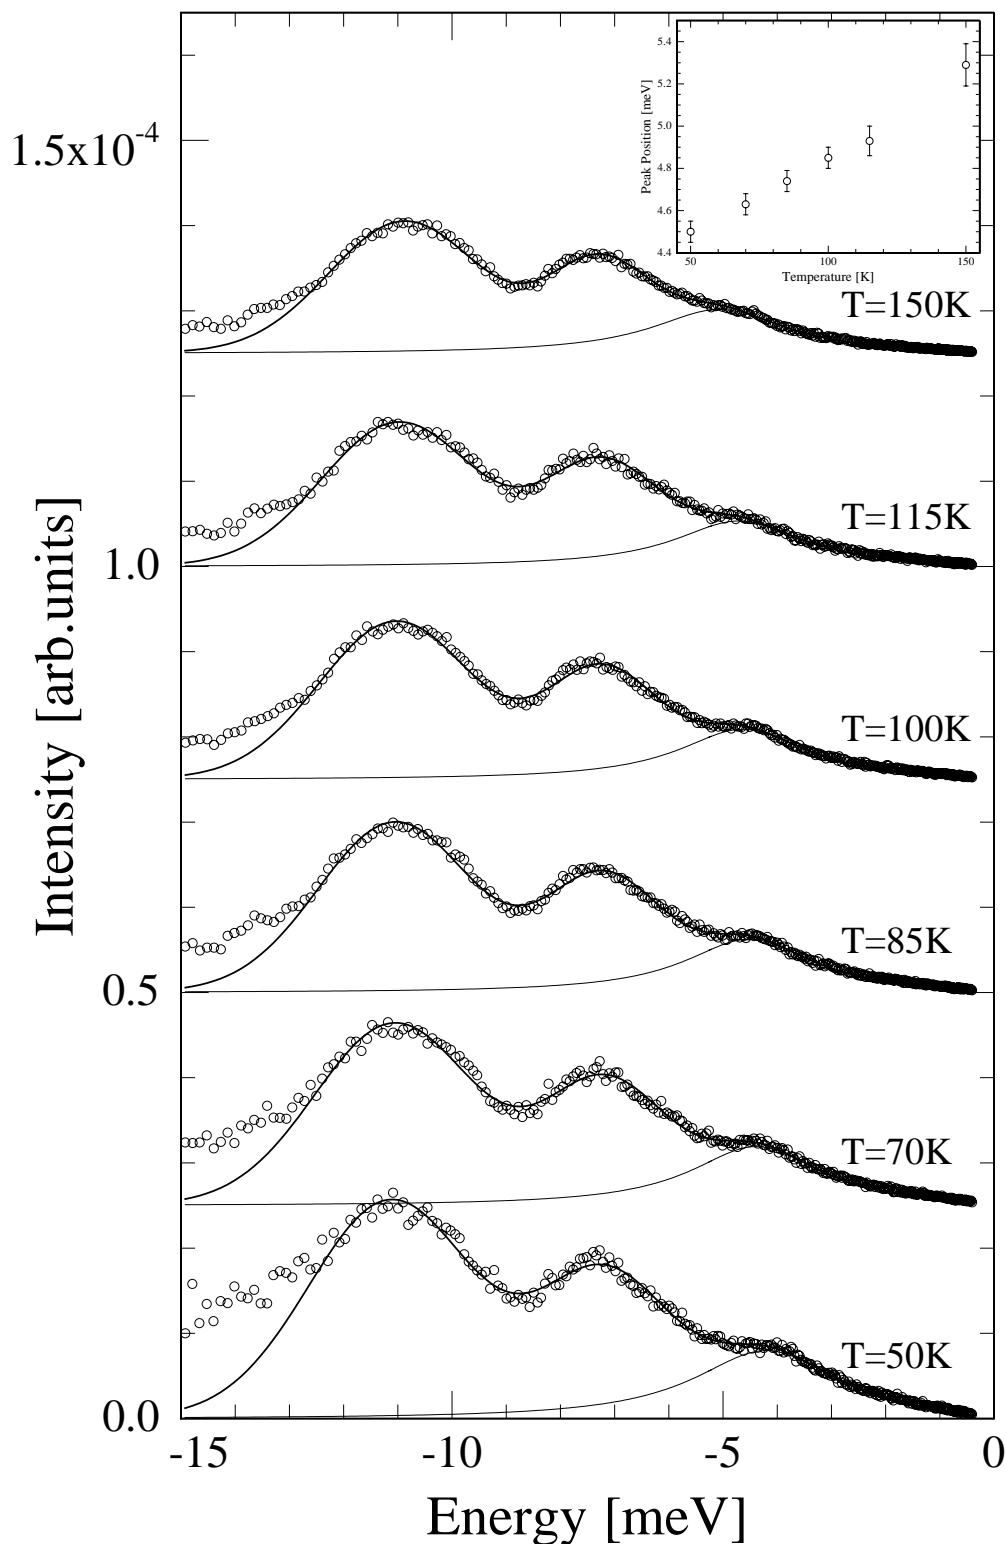 5.4
5.2
5.0
4.8
4.6
4.4
Peak Position [meV]
50
100
150
Temperature [K]
1.5x10-4
1.0
0.5
0.0
Intensity [arb.units]
T=150K
T=115K
T=100K
T=85K
T=70K
T=50K
-15
-10
-5
0
Energy [meV]